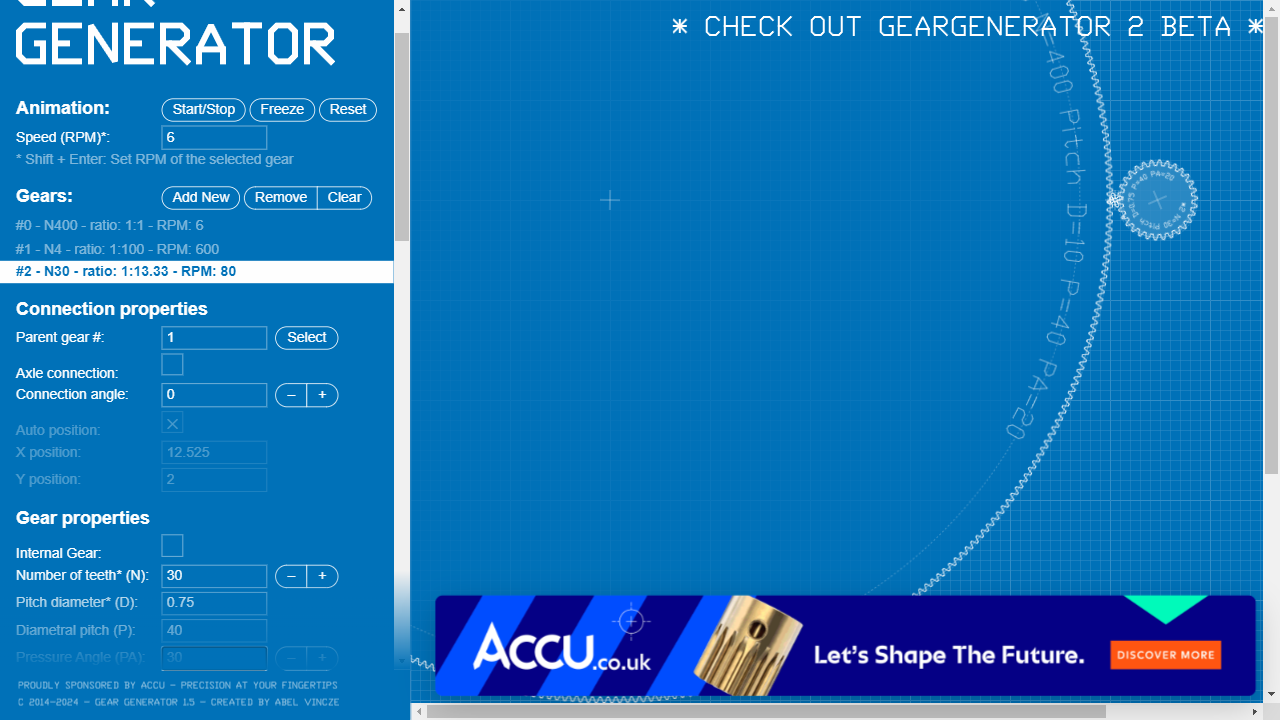 GEAR
GENERATOR
* CHECK OUT GEARGENERATOR 2 BETA *
Animation: Start/Stop Freeze Reset
Speed (RPM)*: 6
* Shift + Enter: Set RPM of the selected gear
Gears: Add New Remove Clear
#0 - N400 - ratio: 1:1 - RPM: 6
#1 - N4 - ratio: 1:100 - RPM: 600
#2 - N30 - ratio: 1:13.33 - RPM: 80
Connection properties
Parent gear #: 1 Select
Axle connection:
Connection angle: 0 – +
Auto position:
X position: 12.525
Y position: 2
Gear properties
Internal Gear:
Number of teeth* (N): 30 – +
Pitch diameter* (D): 0.75
Diametral pitch (P): 40
Pressure Angle (PA): 30 – +
PROUDLY SPONSORED BY ACCU - PRECISION AT YOUR FINGERTIPS
C 2014-2024 - GEAR GENERATOR 1.5 - CREATED BY ABEL VINCZE
=400 Pitch D=10 P=40 PA=20
N=30 Pitch D=0.75 P=40 PA=20
ACCU.co.uk
Let's Shape The Future.
DISCOVER MORE